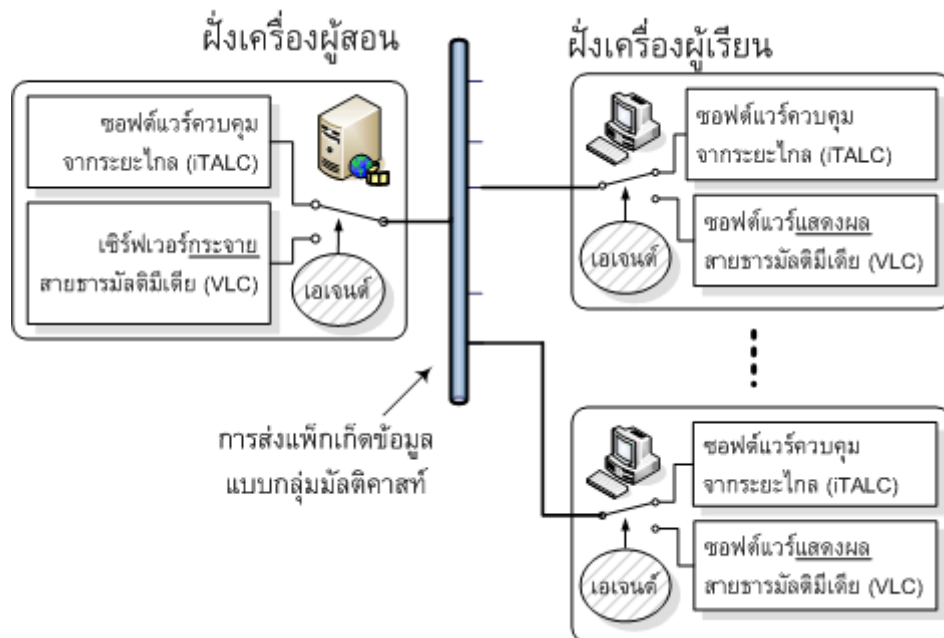 ฝั่งเครื่องผู้สอน
ซอฟต์แวร์ควบคุม
จากระยะไกล (iTALC)
เซิร์ฟเวอร์กระจาย
สายธารมัลติมีเดีย (VLC)
เอเจนต์
การส่งแพ็กเก็ตข้อมูล
แบบกลุ่มมัลติคาสท์
ฝั่งเครื่องผู้เรียน
ซอฟต์แวร์ควบคุม
จากระยะไกล (iTALC)
ซอฟต์แวร์แสดงผล
สายธารมัลติมีเดีย (VLC)
เอเจนต์
ซอฟต์แวร์ควบคุม
จากระยะไกล (iTALC)
ซอฟต์แวร์แสดงผล
สายธารมัลติมีเดีย (VLC)
เอเจนต์